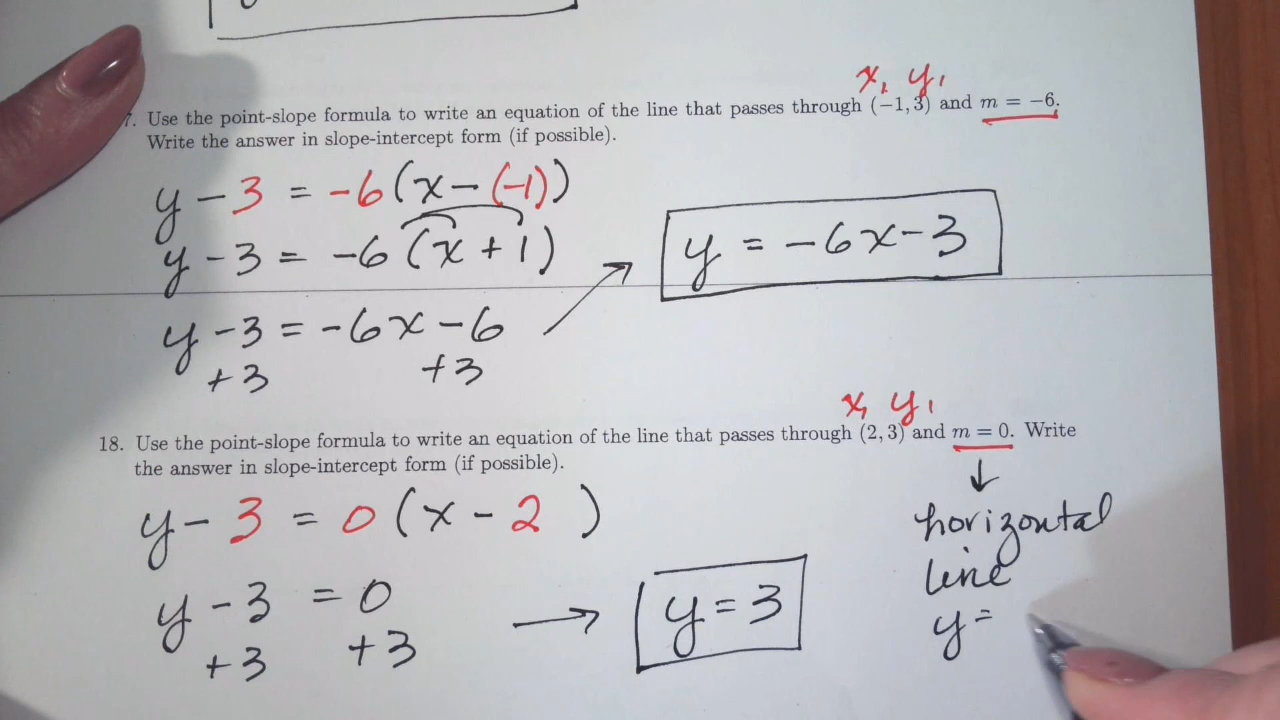 x₁ y₁
7. Use the point-slope formula to write an equation of the line that passes through (−1, 3) and m = −6.
Write the answer in slope-intercept form (if possible).
y − 3 = −6(x − (−1))
y − 3 = −6(x + 1)
y = −6x − 3
y − 3 = −6x − 6
+3 +3
x₁ y₁
18. Use the point-slope formula to write an equation of the line that passes through (2, 3) and m = 0. Write
the answer in slope-intercept form (if possible).
y − 3 = 0(x − 2)
y − 3 = 0
+3 +3
y = 3
horizontal
line
y =